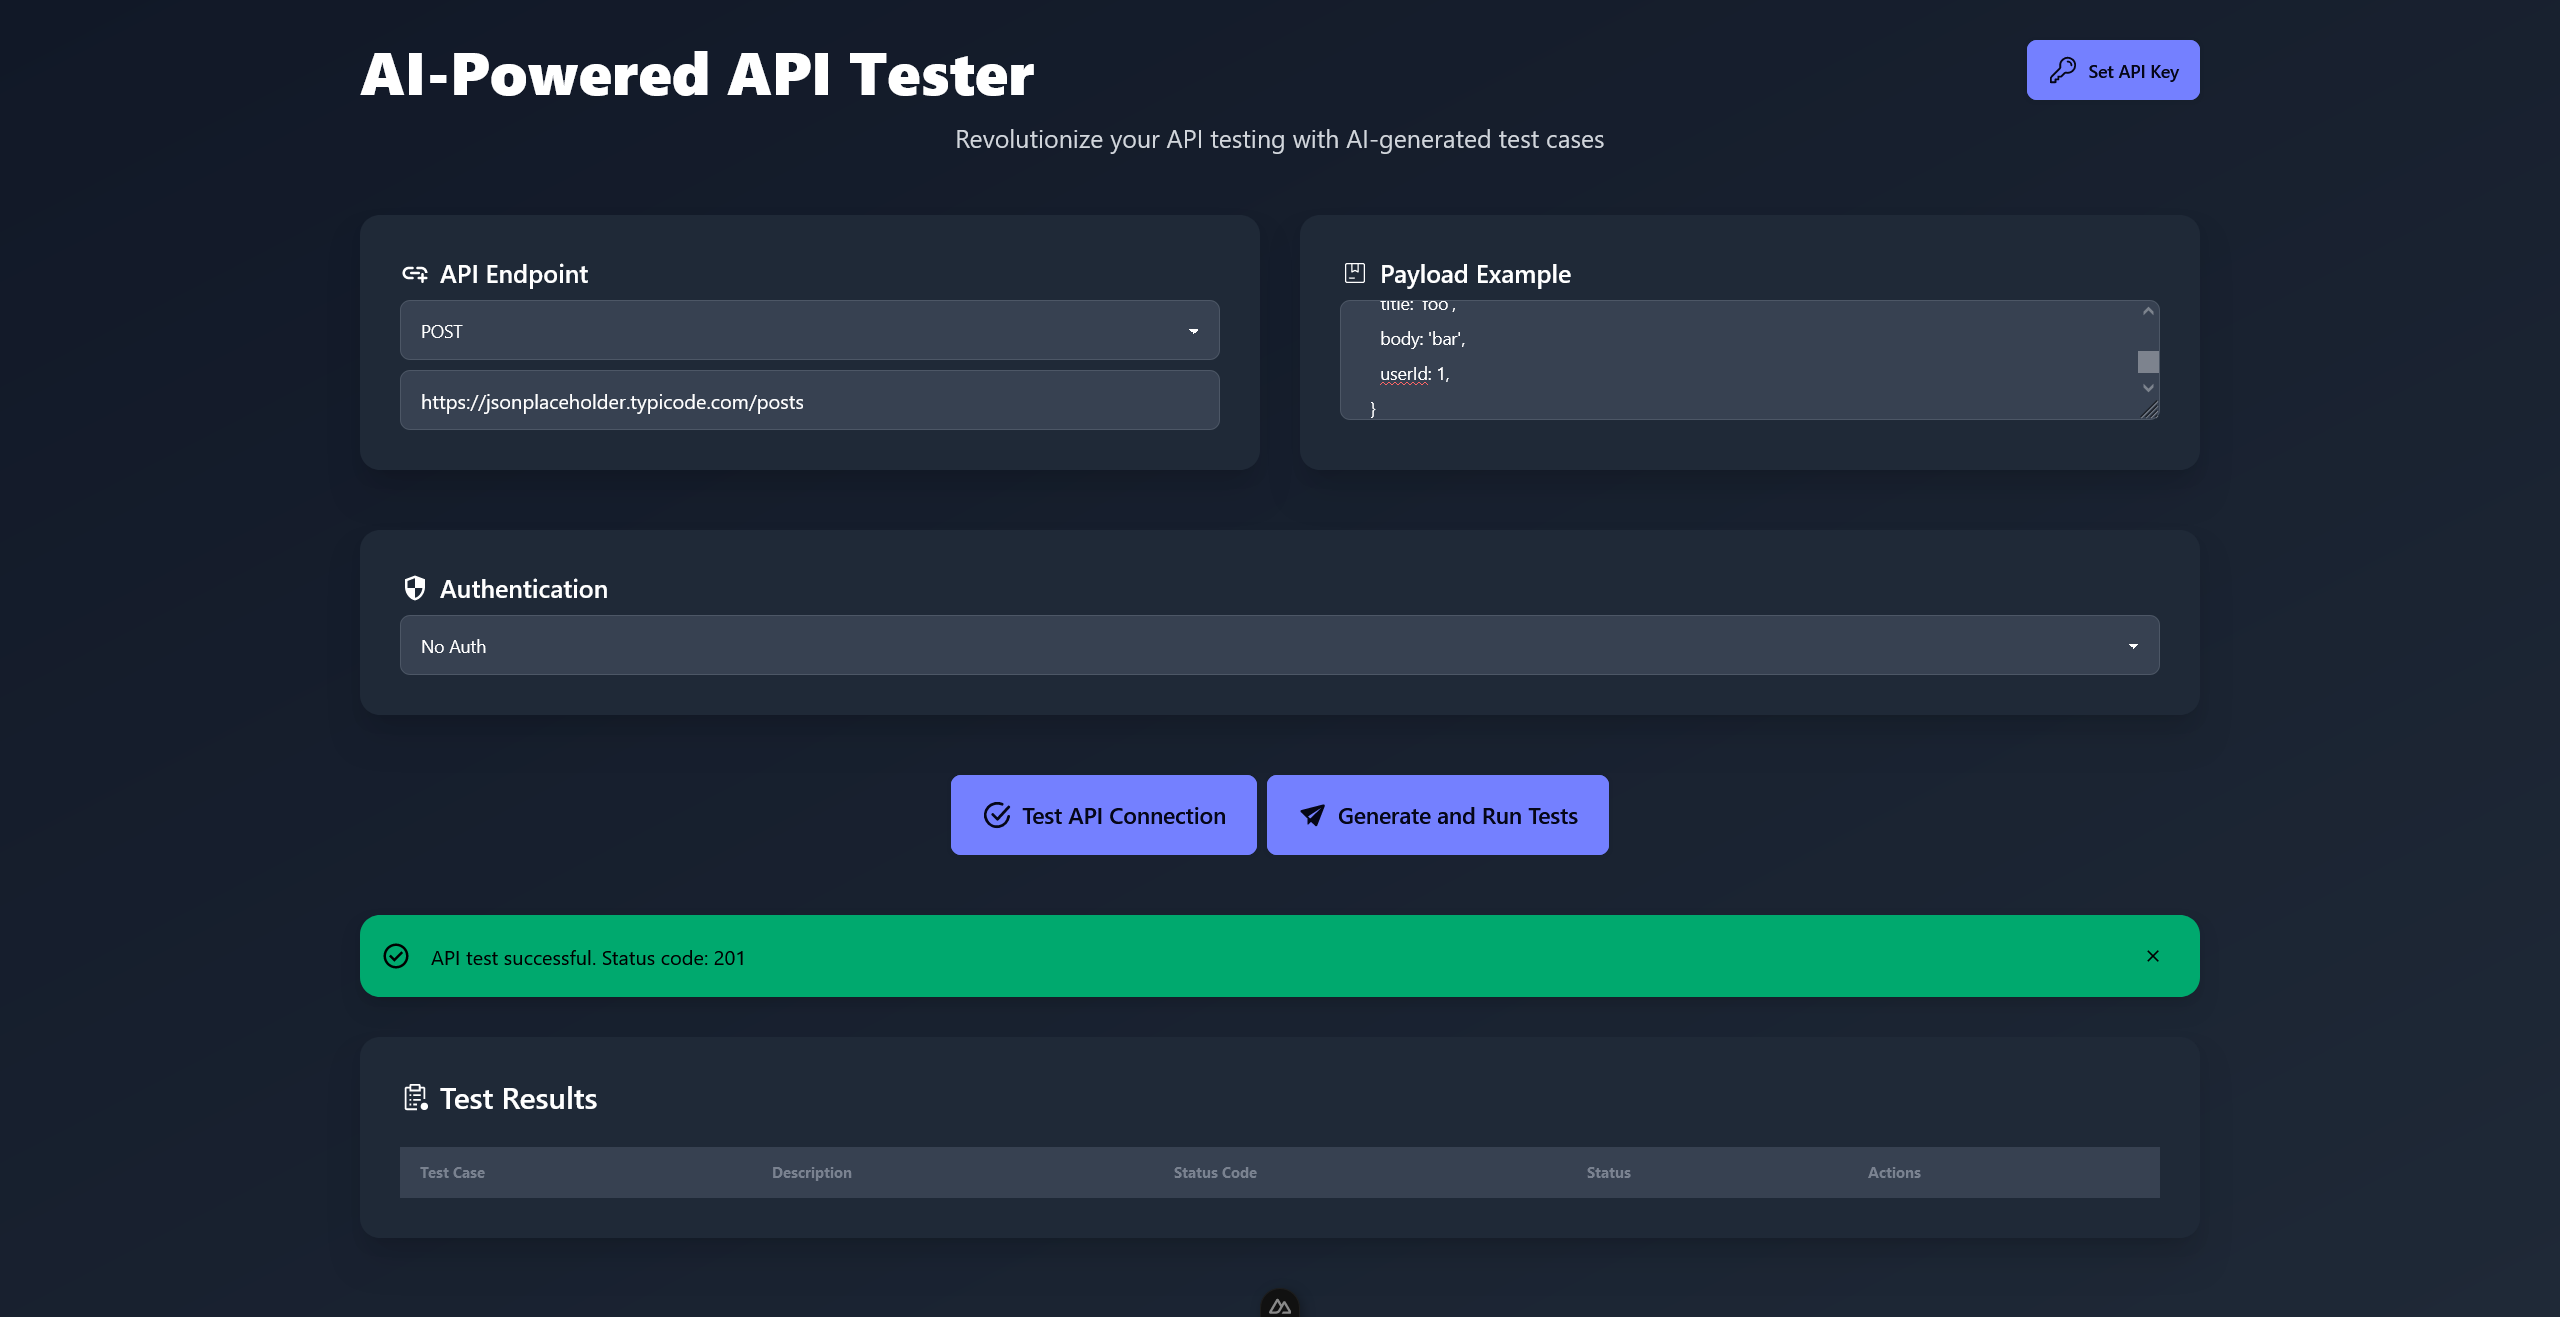 AI-Powered API Tester
Set API Key
Revolutionize your API testing with AI-generated test cases
API Endpoint
POST
https://jsonplaceholder.typicode.com/posts
Payload Example
title: 'foo',
body: 'bar',
userId: 1,
}
Authentication
No Auth
Test API Connection
Generate and Run Tests
API test successful. Status code: 201
Test Results
Test Case Description Status Code Status Actions